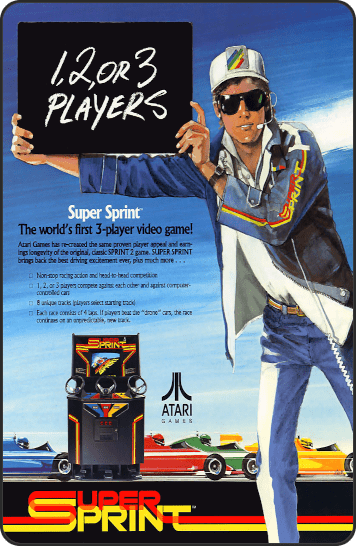 1, 2, OR 3
PLAYERS
SPRINT
Super Sprint™
The world's first 3-player video game!
Atari Games has re-created the same proven player appeal and earn-
ings longevity of the original, classic SPRINT 2 game. SUPER SPRINT
brings back the best driving excitement ever, plus much more . . .
□ Non-stop racing action and head-to-head competition
□ 1, 2, or 3 players compete against each other and against computer-
controlled cars
□ 8 unique tracks (players select starting track)
□ Each race consists of 4 laps. If players beat the "drone" cars, the race
continues on an unpredictable, new track.
SUPER
SPRINT
ATARI
GAMES
SUPER
SPRINT™